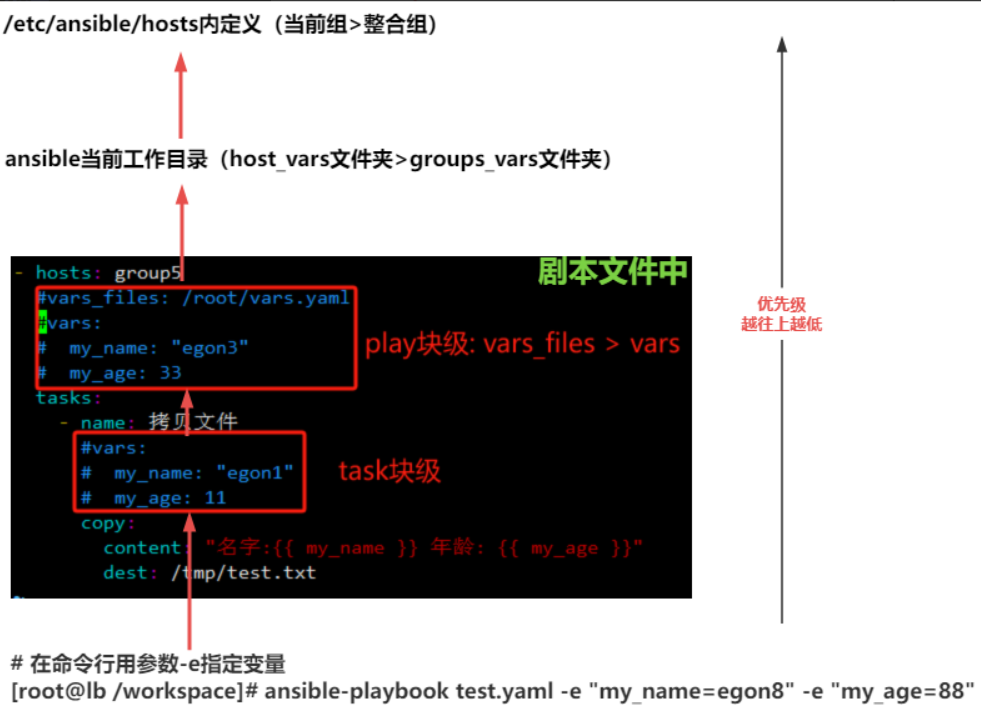 /etc/ansible/hosts内定义（当前组>整合组）
ansible当前工作目录（host_vars文件夹>groups_vars文件夹）
剧本文件中
- hosts: group5
#vars_files: /root/vars.yaml
#vars:
#  my_name: "egon3"
#  my_age: 33
play块级: vars_files > vars
tasks:
- name: 拷贝文件
#vars:
#  my_name: "egon1"
#  my_age: 11
task块级
copy:
content: "名字:{{ my_name }} 年龄: {{ my_age }}"
dest: /tmp/test.txt
优先级
越往上越低
# 在命令行用参数-e指定变量
[root@lb /workspace]# ansible-playbook test.yaml -e "my_name=egon8" -e "my_age=88"